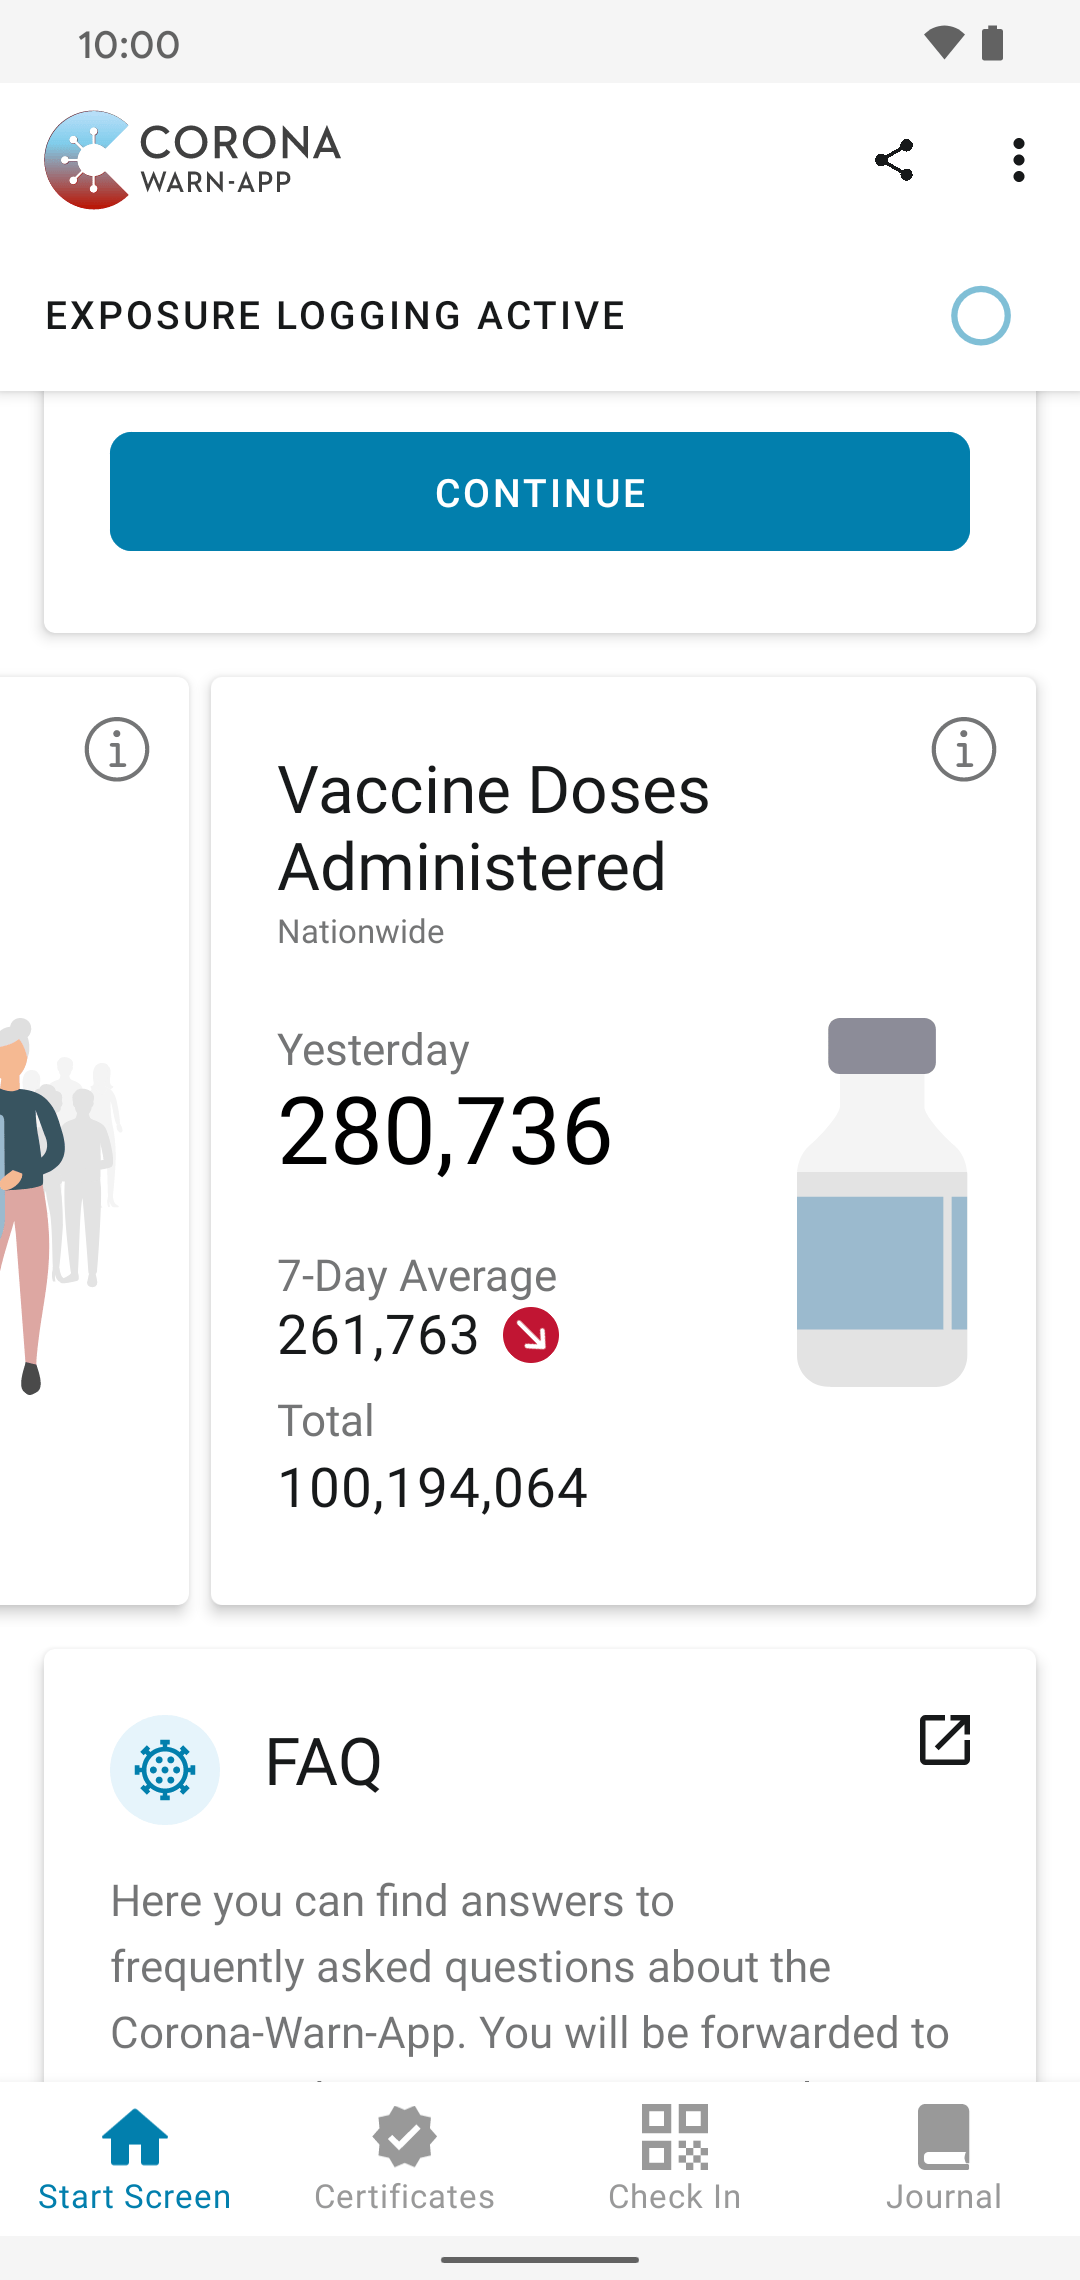 10:00
CORONA
WARN-APP
EXPOSURE LOGGING ACTIVE
CONTINUE
Vaccine Doses
Administered
Nationwide
Yesterday
280,736
7-Day Average
261,763
Total
100,194,064
FAQ
Here you can find answers to
frequently asked questions about the
Corona-Warn-App. You will be forwarded to
Start Screen
Certificates
Check In
Journal